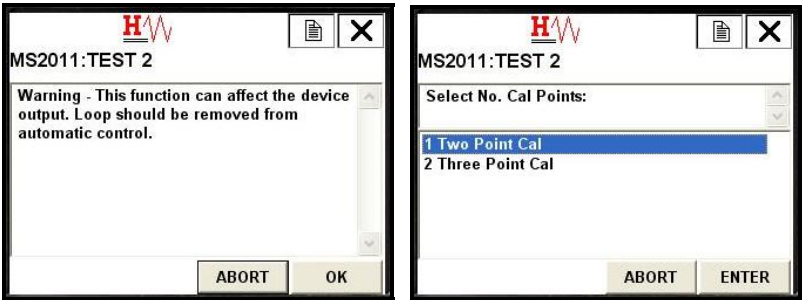 H
MS2011:TEST 2
Warning - This function can affect the device
output. Loop should be removed from
automatic control.
ABORT OK
H
MS2011:TEST 2
Select No. Cal Points:
1 Two Point Cal
2 Three Point Cal
ABORT ENTER